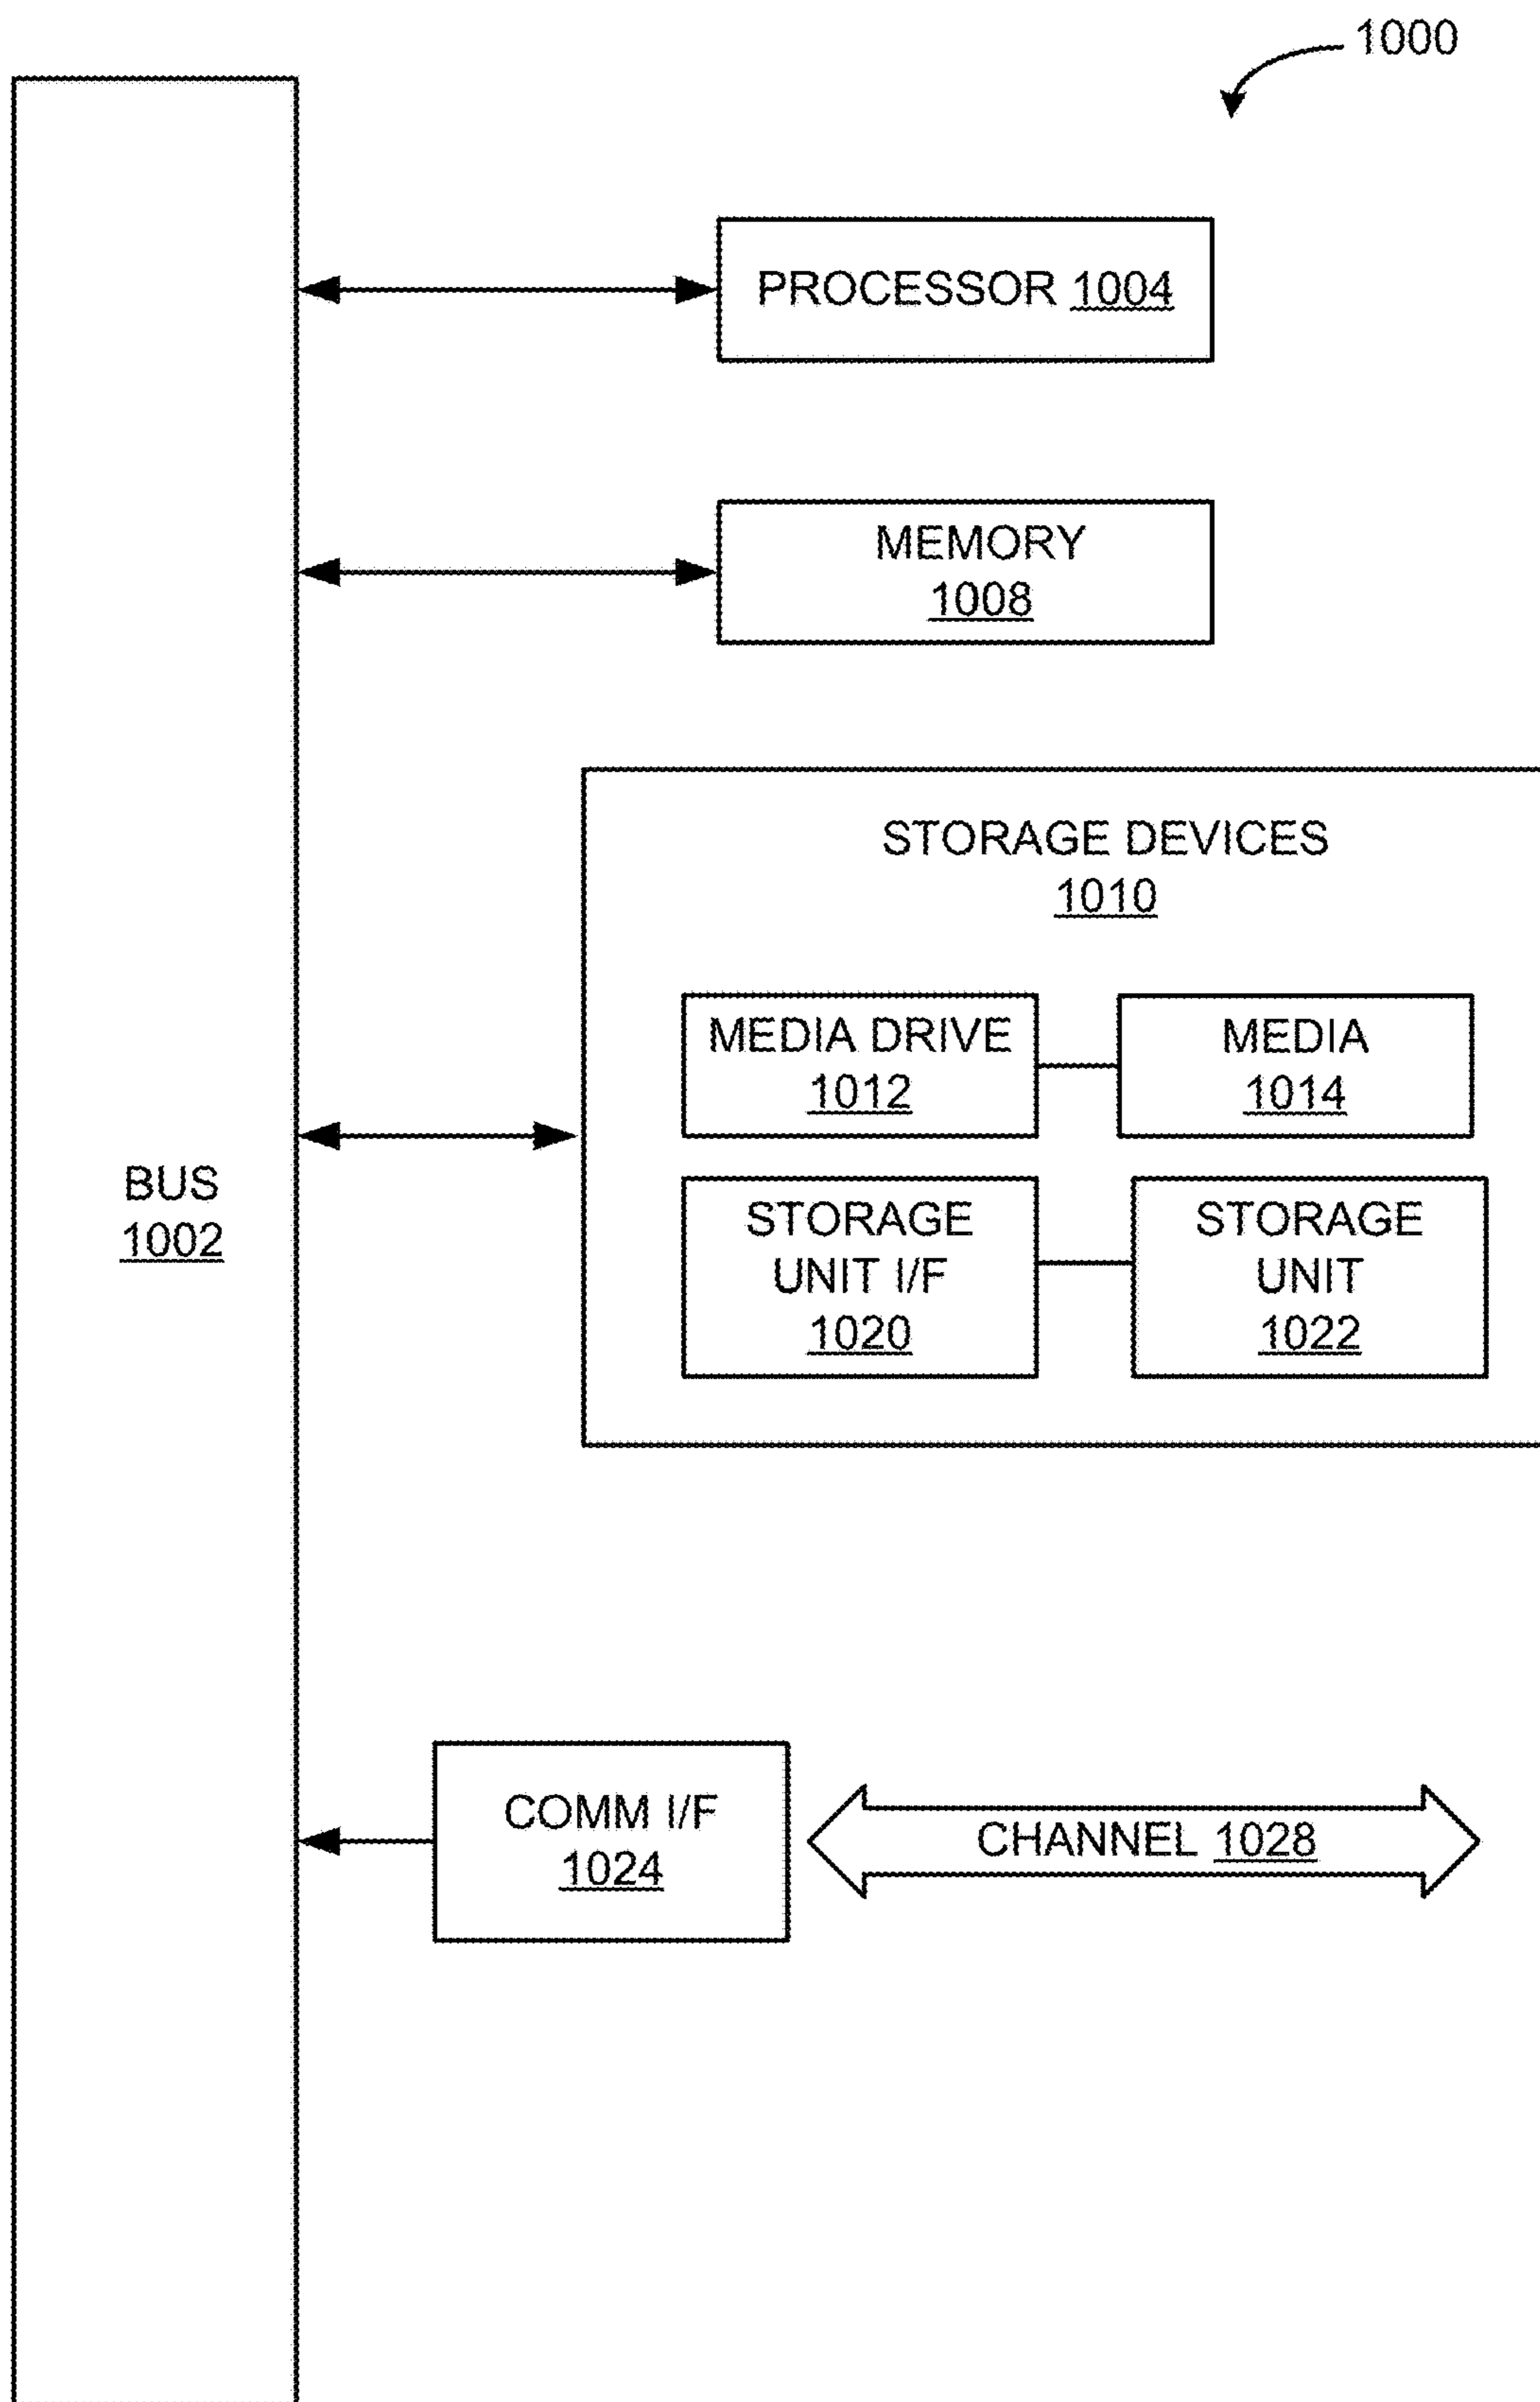 1000
PROCESSOR 1004
MEMORY
1008
STORAGE DEVICES
1010
MEDIA DRIVE
1012
MEDIA
1014
BUS
1002
STORAGE
UNIT I/F
1020
STORAGE
UNIT
1022
COMM I/F
1024
CHANNEL 1028